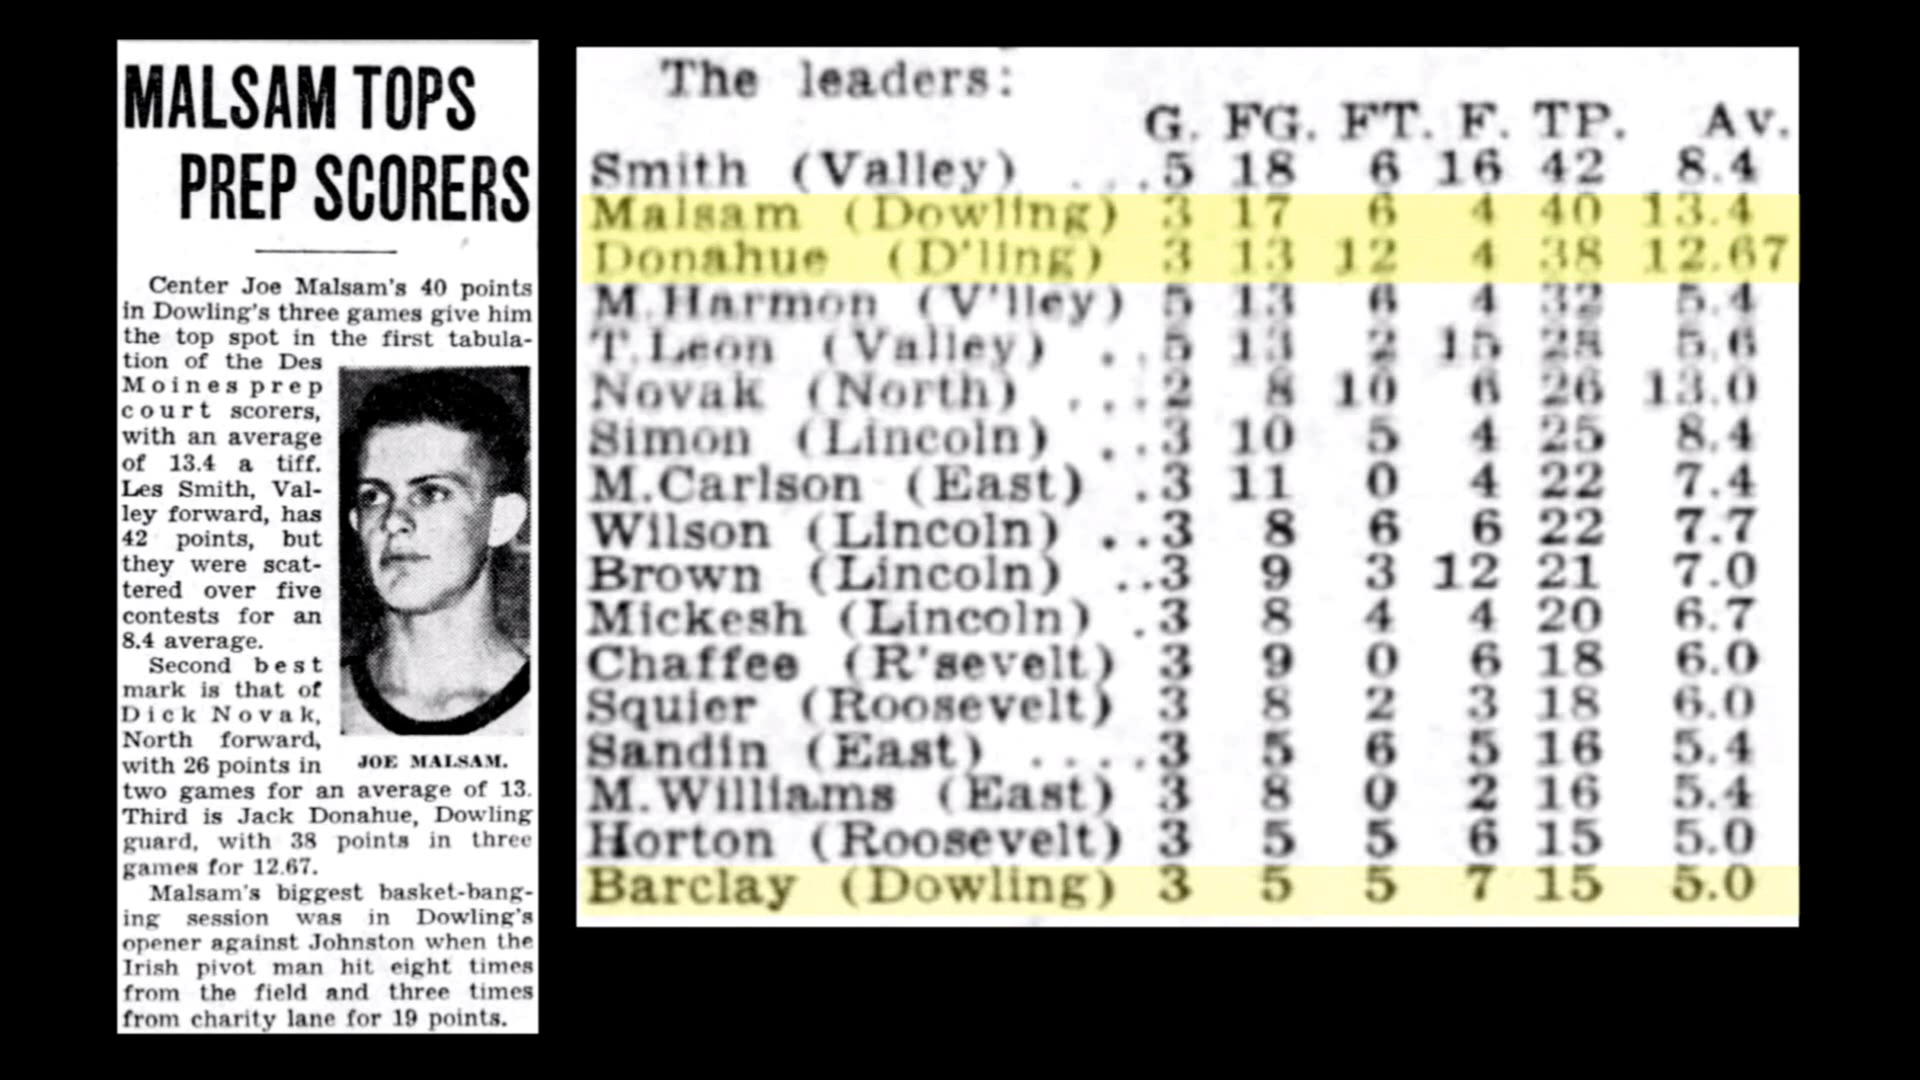 MALSAM TOPS
PREP SCORERS
Center Joe Malsam's 40 points
in Dowling's three games give him
the top spot in the first tabula-
tion of the Des
Moines prep
court scorers,
with an average
of 13.4 a tiff.
Les Smith, Val-
ley forward, has
42 points, but
they were scat-
tered over five
contests for an
8.4 average.
Second best
mark is that of
Dick Novak,
North forward,
with 26 points in
two games for an average of 13.
Third is Jack Donahue, Dowling
guard, with 38 points in three
games for 12.67.
Malsam's biggest basket-bang-
ing session was in Dowling's
opener against Johnston when the
Irish pivot man hit eight times
from the field and three times
from charity lane for 19 points.
JOE MALSAM.
The leaders:
G. FG. FT. F. TP. Av.
Smith (Valley) ...5 18 6 16 42 8.4
Malsam (Dowling) 3 17 6 4 40 13.4
Donahue (D'ling) 3 13 12 4 38 12.67
M.Harmon (V'lley) 5 13 6 4 32 5.4
T.Leon (Valley) ..5 13 2 15 28 5.6
Novak (North) ...2 8 10 6 26 13.0
Simon (Lincoln) ..3 10 5 4 25 8.4
M.Carlson (East) .3 11 0 4 22 7.4
Wilson (Lincoln) ..3 8 6 6 22 7.7
Brown (Lincoln) ..3 9 3 12 21 7.0
Mickesh (Lincoln) .3 8 4 4 20 6.7
Chaffee (R'sevelt) 3 9 0 6 18 6.0
Squier (Roosevelt) 3 8 2 3 18 6.0
Sandin (East) ....3 5 6 5 16 5.4
M.Williams (East) 3 8 0 2 16 5.4
Horton (Roosevelt) 3 5 5 6 15 5.0
Barclay (Dowling) 3 5 5 7 15 5.0